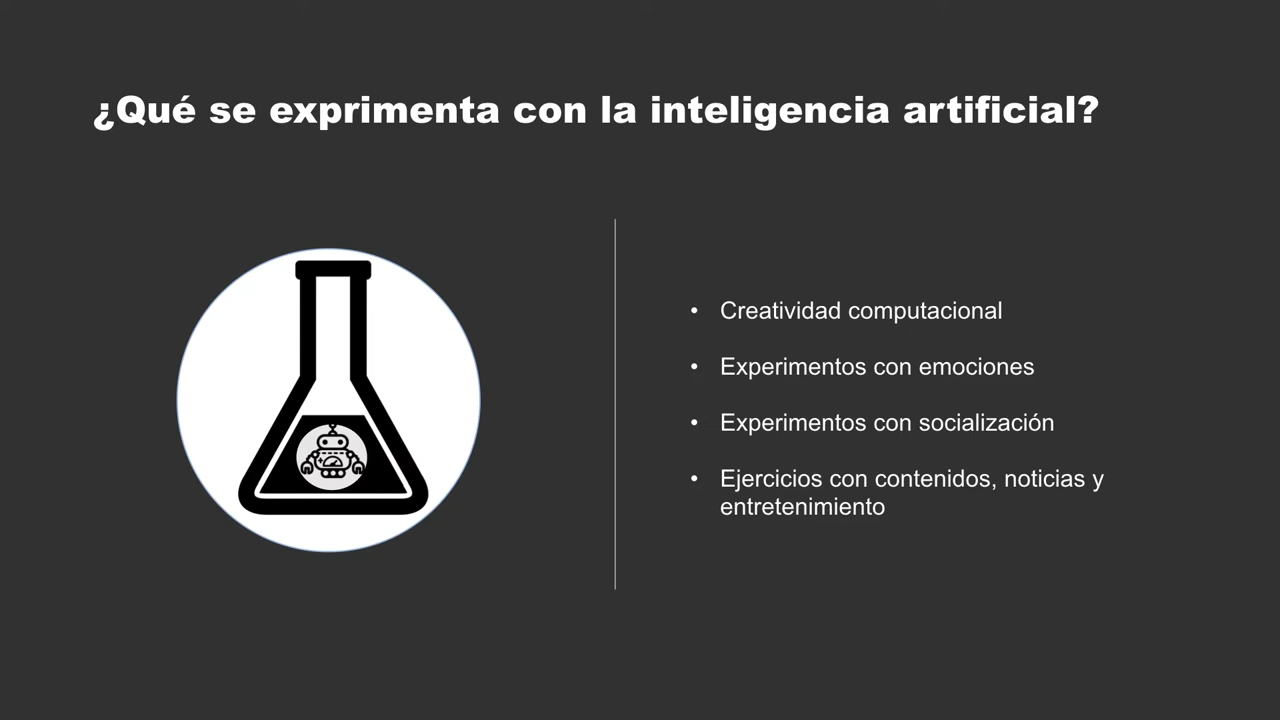 ¿Qué se exprimenta con la inteligencia artificial?
• Creatividad computacional
• Experimentos con emociones
• Experimentos con socialización
• Ejercicios con contenidos, noticias y
entretenimiento